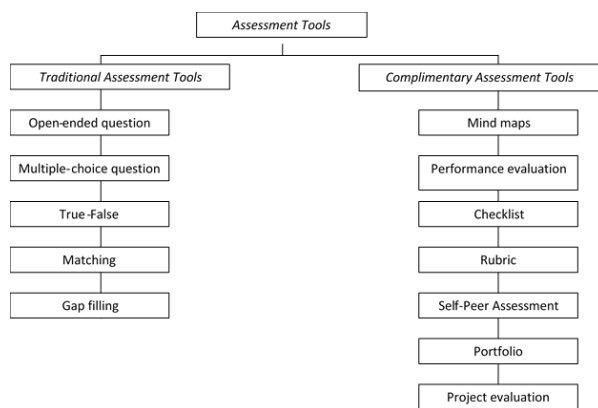 Assessment Tools
Traditional Assessment Tools
Open-ended question
Multiple-choice question
True-False
Matching
Gap filling
Complimentary Assessment Tools
Mind maps
Performance evaluation
Checklist
Rubric
Self-Peer Assessment
Portfolio
Project evaluation